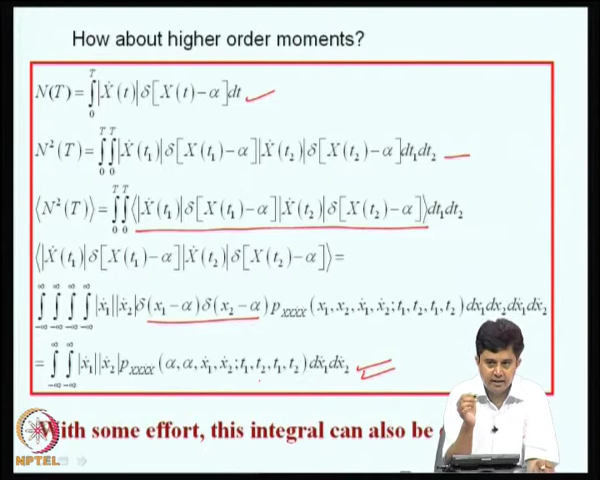 How about higher order moments?
N(T) = ∫₀ᵀ |Ẋ(t)| δ[X(t) − α] dt
N²(T) = ∫₀ᵀ ∫₀ᵀ |Ẋ(t₁)| δ[X(t₁) − α] |Ẋ(t₂)| δ[X(t₂) − α] dt₁dt₂
⟨N²(T)⟩ = ∫₀ᵀ ∫₀ᵀ ⟨|Ẋ(t₁)| δ[X(t₁) − α] |Ẋ(t₂)| δ[X(t₂) − α]⟩ dt₁dt₂
⟨|Ẋ(t₁)| δ[X(t₁) − α] |Ẋ(t₂)| δ[X(t₂) − α]⟩ =
∫₋∞^∞ ∫₋∞^∞ ∫₋∞^∞ ∫₋∞^∞ |ẋ₁||ẋ₂| δ(x₁ − α) δ(x₂ − α) p_XXẊẊ (x₁, x₂, ẋ₁, ẋ₂; t₁, t₂, t₁, t₂) dx₁dx₂dẋ₁dẋ₂
= ∫₋∞^∞ ∫₋∞^∞ |ẋ₁||ẋ₂| p_XXẊẊ (α, α, ẋ₁, ẋ₂; t₁, t₂, t₁, t₂) dẋ₁dẋ₂
With some effort, this integral can also be
NPTEL